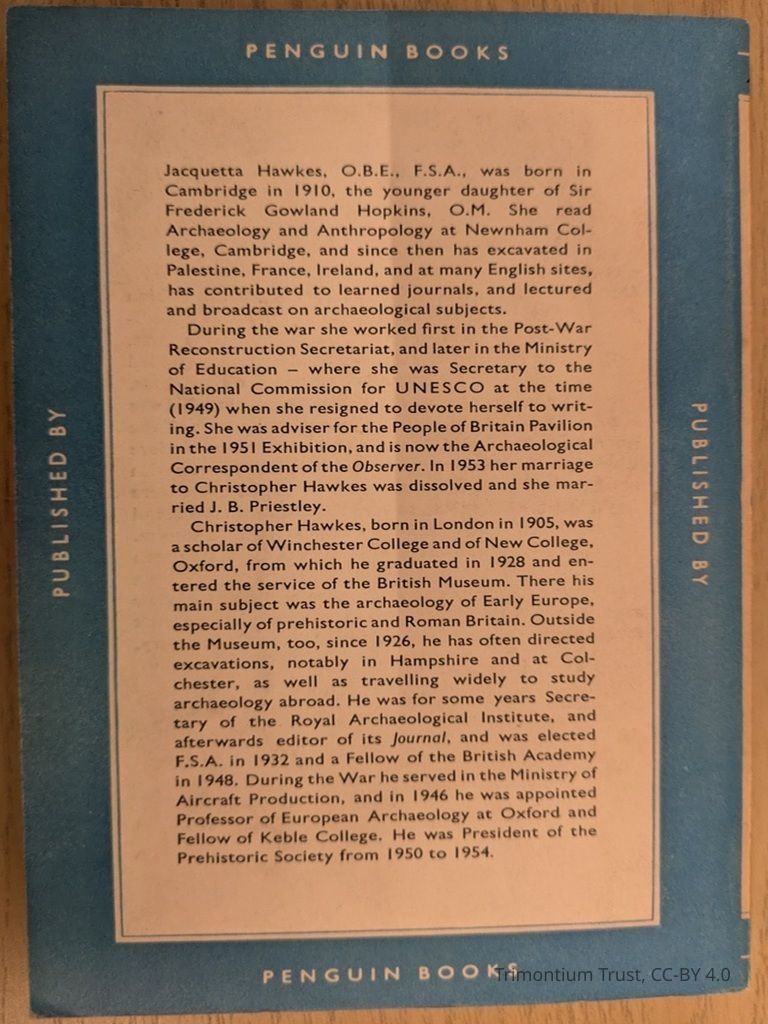 PENGUIN BOOKS
Jacquetta Hawkes, O.B.E., F.S.A., was born in
Cambridge in 1910, the younger daughter of Sir
Frederick Gowland Hopkins, O.M. She read
Archaeology and Anthropology at Newnham Col-
lege, Cambridge, and since then has excavated in
Palestine, France, Ireland, and at many English sites,
has contributed to learned journals, and lectured
and broadcast on archaeological subjects.
During the war she worked first in the Post-War
Reconstruction Secretariat, and later in the Ministry
of Education – where she was Secretary to the
National Commission for UNESCO at the time
(1949) when she resigned to devote herself to writ-
ing. She was adviser for the People of Britain Pavilion
in the 1951 Exhibition, and is now the Archaeological
Correspondent of the Observer. In 1953 her marriage
to Christopher Hawkes was dissolved and she mar-
ried J. B. Priestley.
Christopher Hawkes, born in London in 1905, was
a scholar of Winchester College and of New College,
Oxford, from which he graduated in 1928 and en-
tered the service of the British Museum. There his
main subject was the archaeology of Early Europe,
especially of prehistoric and Roman Britain. Outside
the Museum, too, since 1926, he has often directed
excavations, notably in Hampshire and at Col-
chester, as well as travelling widely to study
archaeology abroad. He was for some years Secre-
tary of the Royal Archaeological Institute, and
afterwards editor of its Journal, and was elected
F.S.A. in 1932 and a Fellow of the British Academy
in 1948. During the War he served in the Ministry of
Aircraft Production, and in 1946 he was appointed
Professor of European Archaeology at Oxford and
Fellow of Keble College. He was President of the
Prehistoric Society from 1950 to 1954.
PUBLISHED BY
PUBLISHED BY
PENGUIN BOOKS
Trimontium Trust, CC-BY 4.0